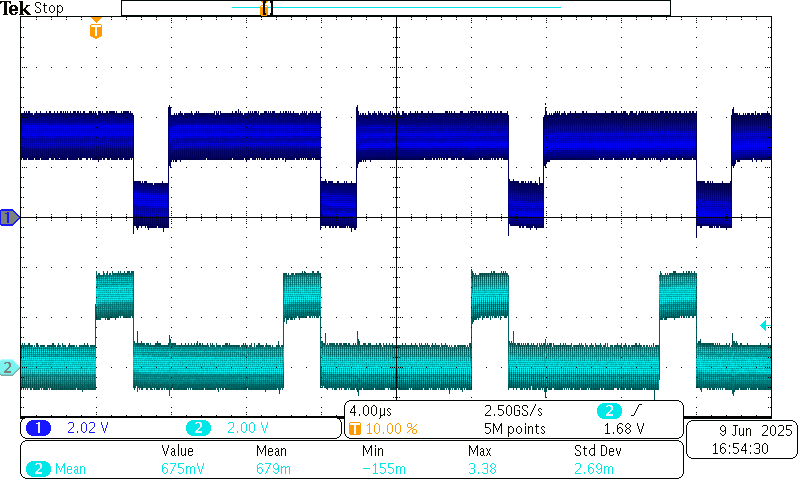 Tek Stop
T
T
1
2
1 2.02 V 2 2.00 V
4.00µs 2.50GS/s 2
T 10.00 % 5M points 1.68 V
9 Jun 2025
16:54:30
Value Mean Min Max Std Dev
2 Mean 675mV 679m −155m 3.38 2.69m